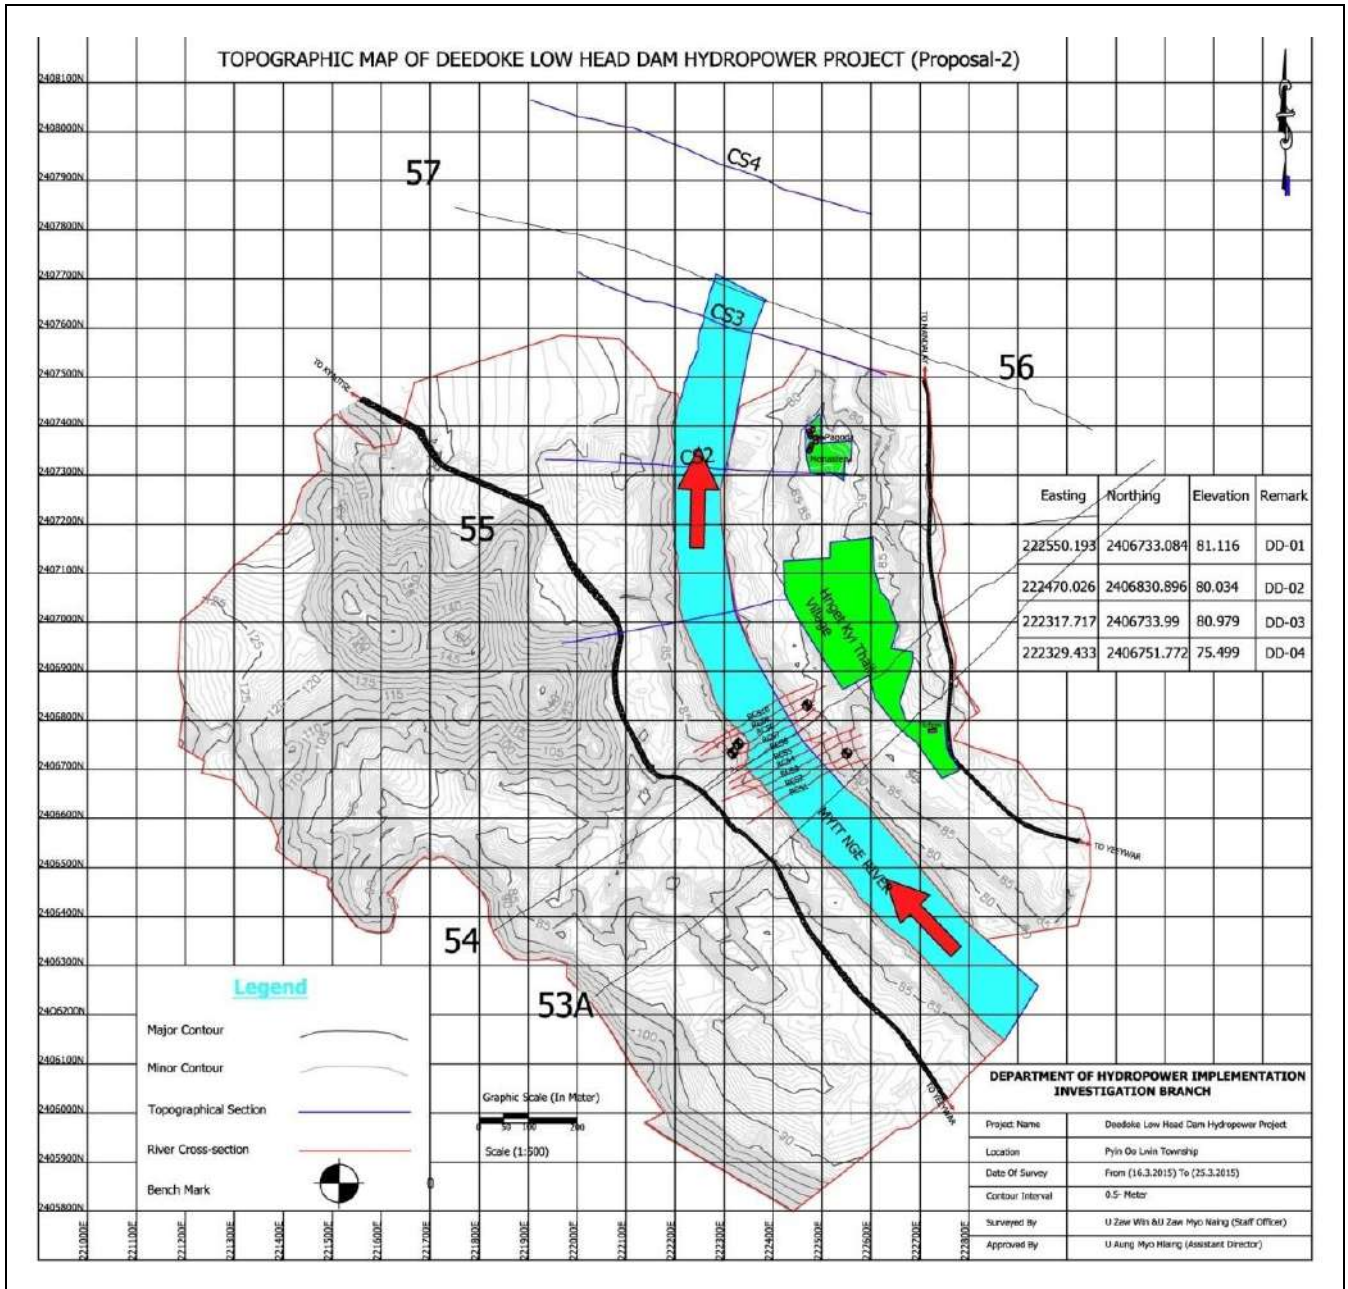 TOPOGRAPHIC MAP OF DEEDOKE LOW HEAD DAM HYDROPOWER PROJECT (Proposal-2)
2408100N
2408000N
2407900N
2407800N
2407700N
2407600N
2407500N
2407400N
2407300N
2407200N
2407100N
2407000N
2406900N
2406800N
2406700N
2406600N
2406500N
2406400N
2406300N
2406200N
2406100N
2406000N
2405900N
2405800N
57
CS4
CS3
56
CS2
55
54
53A
TO YEEYWAR
TO YEEYWAR
Pagoda
Monastery
Hnget Kyi Thaik
Village
MYIT NGE RIVER
Easting Northing Elevation Remark
222550.193 2406733.084 81.116 DD-01
222470.026 2406830.896 80.034 DD-02
222317.717 2406733.99 80.979 DD-03
222329.433 2406751.772 75.499 DD-04
Legend
Major Contour
Minor Contour
Topographical Section
River Cross-section
Bench Mark
0
Graphic Scale (In Meter)
0 50 100 200
Scale (1:500)
DEPARTMENT OF HYDROPOWER IMPLEMENTATION
INVESTIGATION BRANCH
Project Name Deedoke Low Head Dam Hydropower Project
Location Pyin Oo Lwin Township
Date Of Survey From (16.3.2015) To (25.3.2015)
Contour Interval 0.5- Meter
Surveyed By U Zaw Win &U Zaw Myo Naing (Staff Officer)
Approved By U Aung Myo Hlaing (Assistant Director)
221000E
221100E
221200E
221300E
221400E
221500E
221600E
221700E
221800E
221900E
222000E
222100E
222200E
222300E
222400E
222500E
222600E
222700E
222800E